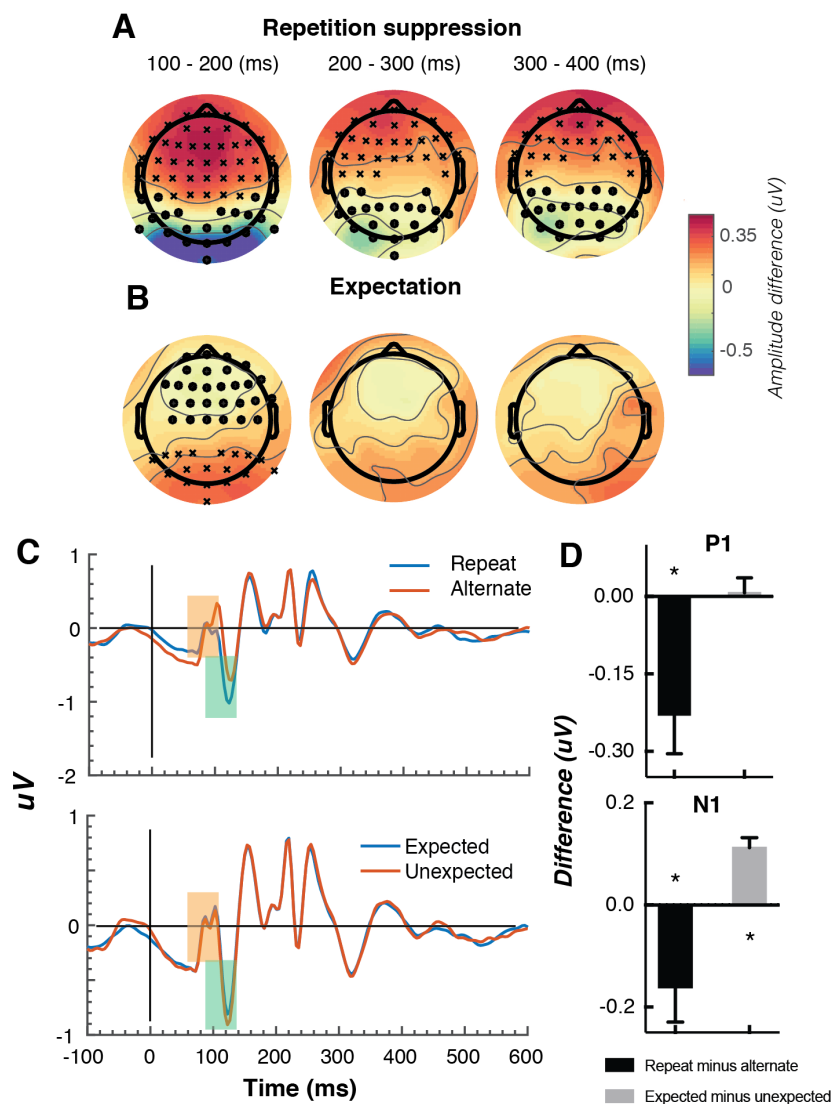 A
Repetition suppression
100 - 200 (ms) 200 - 300 (ms) 300 - 400 (ms)
0.35
0
-0.5
Amplitude difference (uV)
B
Expectation
C
1
0
-1
-2
Repeat
Alternate
uV
1
0
-1
Expected
Unexpected
-100 0 100 200 300 400 500 600
Time (ms)
D
P1
*
0.00
-0.15
-0.30
Difference (uV)
N1
0.2
0.0
-0.2
*
*
Repeat minus alternate
Expected minus unexpected